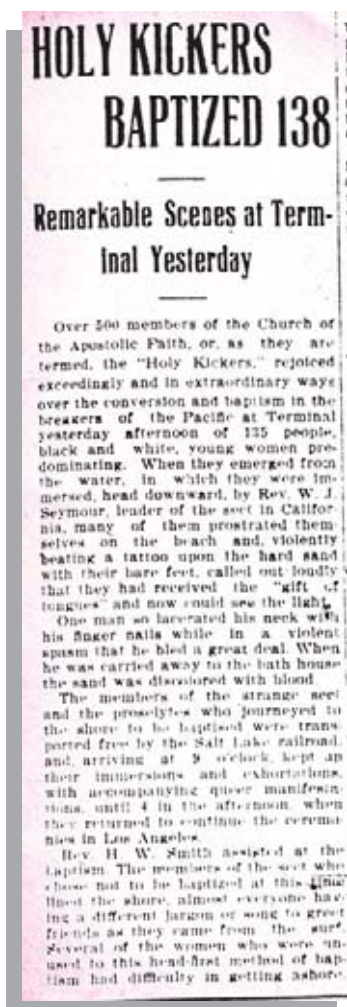 HOLY KICKERS
BAPTIZED 138
Remarkable Scenes at Term-
inal Yesterday
Over 500 members of the Church of
the Apostolic Faith, or, as they are
termed, the "Holy Kickers," rejoiced
exceedingly and in extraordinary ways
over the conversion and baptism in the
breakers of the Pacific at Terminal
yesterday afternoon of 135 people,
black and white, young women pre-
dominating. When they emerged from
the water, in which they were im-
mersed, head downward, by Rev. W. J.
Seymour, leader of the sect in Califor-
nia, many of them prostrated them-
selves on the beach and, violently
beating a tattoo upon the hard sand
with their bare feet, called out loudly
that they had received the "gift of
tongues" and now could see the light.
One man so lacerated his neck with
his finger nails while in a violent
spasm that he bled a great deal. When
he was carried away to the bath house
the sand was discolored with blood.
The members of the strange sect
and the proselytes who journeyed to
the shore to be baptised were trans-
ported free by the Salt Lake railroad,
and, arriving at 9 o'clock, kept up
their immersions and exhortations,
with accompanying queer manifesta-
tions, until 4 in the afternoon, when
they returned to continue the ceremo-
nies in Los Angeles.
Rev. H. W. Smith assisted at the
baptism. The members of the sect who
chose not to be baptized at this time
lined the shore, almost everyone hav-
ing a different jargon or song to greet
friends as they came from the surf.
Several of the women who were un-
used to this head-first method of bap-
tism had difficulty in getting ashore.